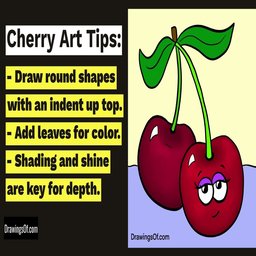 Cherry Art Tips:
- Draw round shapes
with an indent up top.
- Add leaves for color.
- Shading and shine
are key for depth.
DrawingsOf.com
DrawingsOf.com